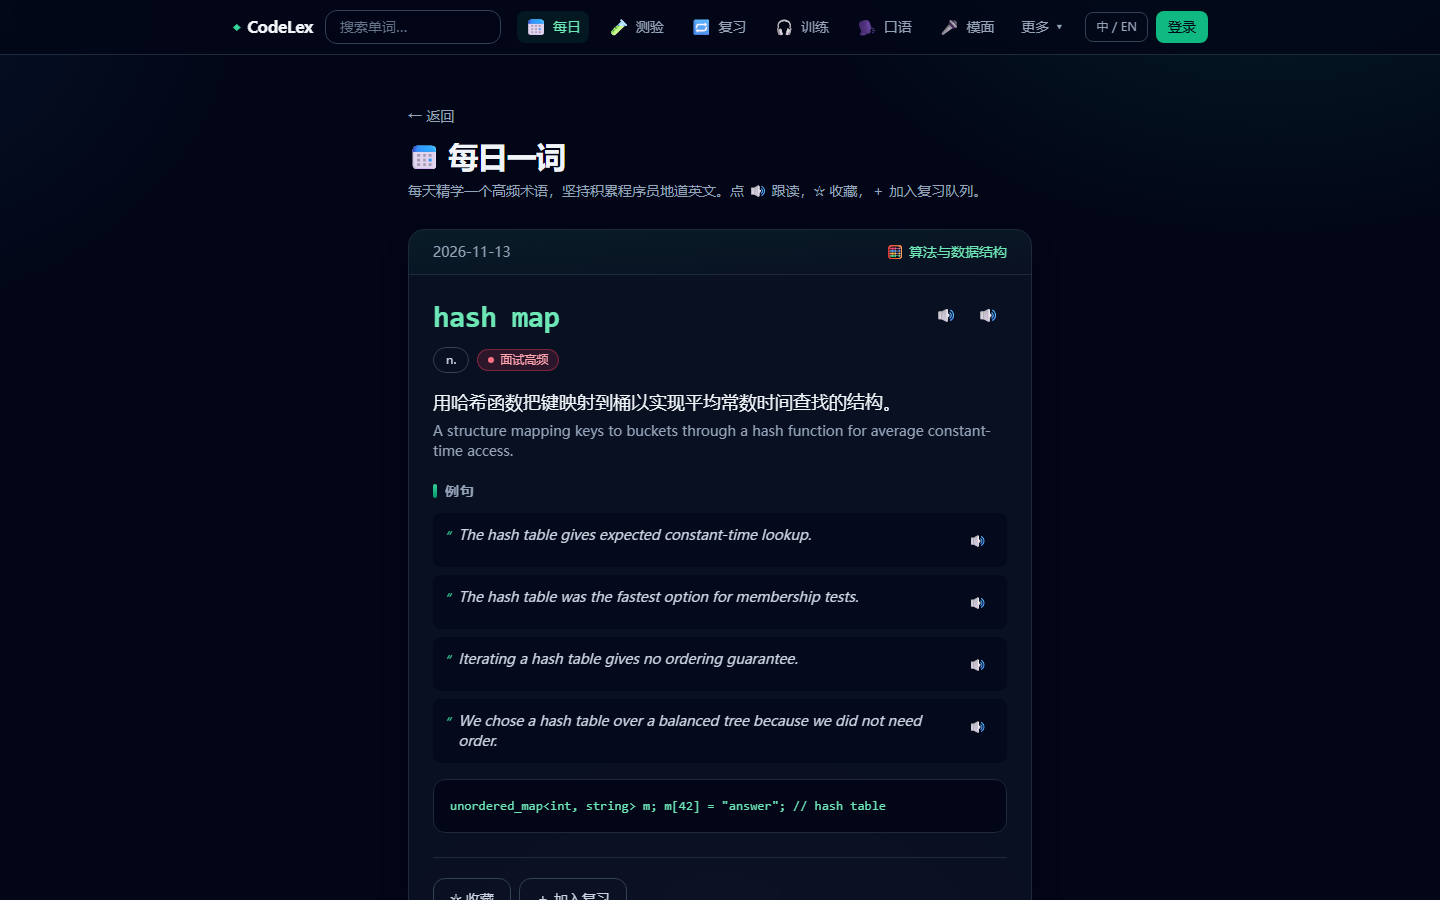 CodeLex
搜索单词...
每日
测验
复习
训练
口语
模面
更多
中 / EN
登录
← 返回
每日一词
每天精学一个高频术语，坚持积累程序员地道英文。点 🔊 跟读，☆ 收藏，+ 加入复习队列。
2026-11-13
算法与数据结构
hash map
n.
面试高频
用哈希函数把键映射到桶以实现平均常数时间查找的结构。
A structure mapping keys to buckets through a hash function for average constant-
time access.
例句
“ The hash table gives expected constant-time lookup.
“ The hash table was the fastest option for membership tests.
“ Iterating a hash table gives no ordering guarantee.
“ We chose a hash table over a balanced tree because we did not need
order.
unordered_map<int, string> m; m[42] = "answer"; // hash table
☆ 收藏
+ 加入复习